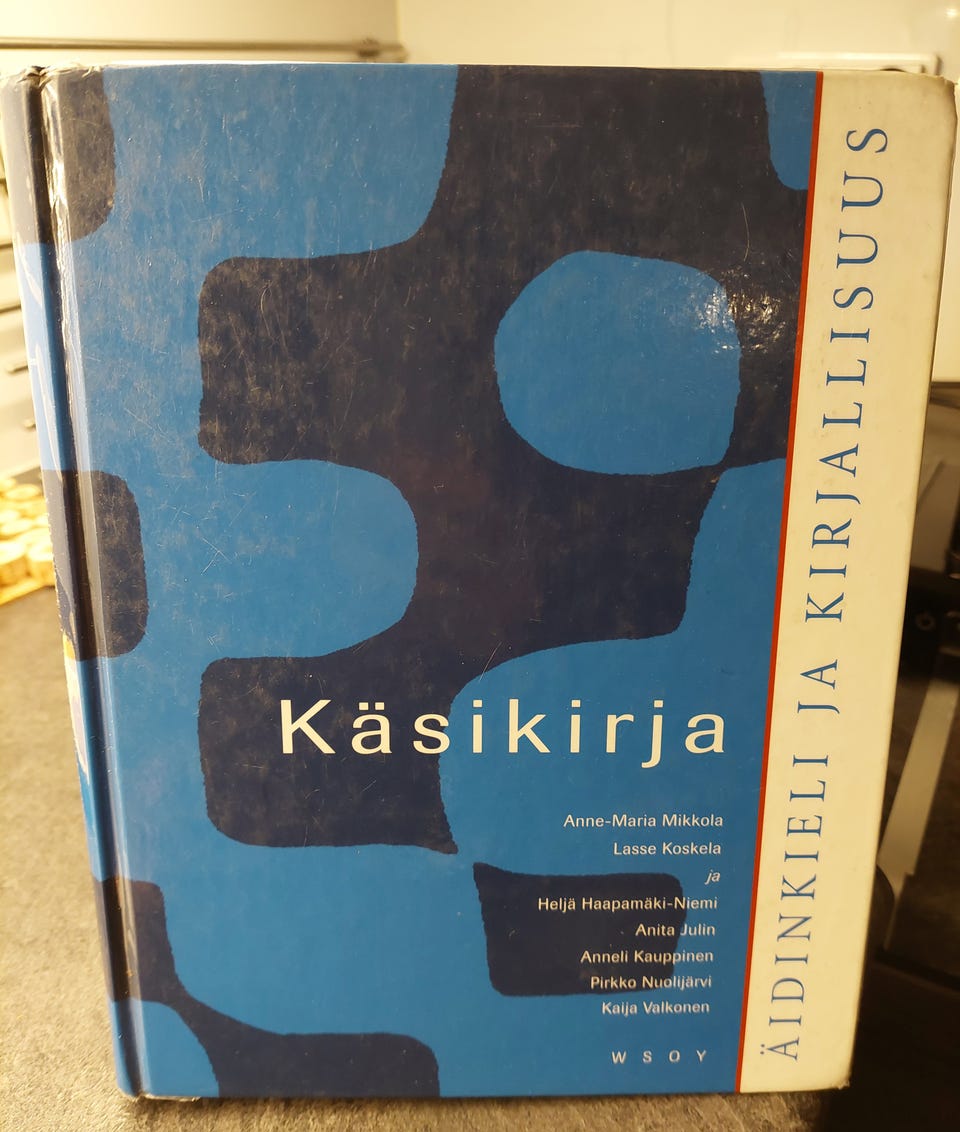 Käsikirja
Anne-Maria Mikkola
Lasse Koskela
ja
Heljä Haapamäki-Niemi
Anita Julin
Anneli Kauppinen
Pirkko Nuolijärvi
Kaija Valkonen
WSOY
ÄIDINKIELI JA KIRJALLISUUS